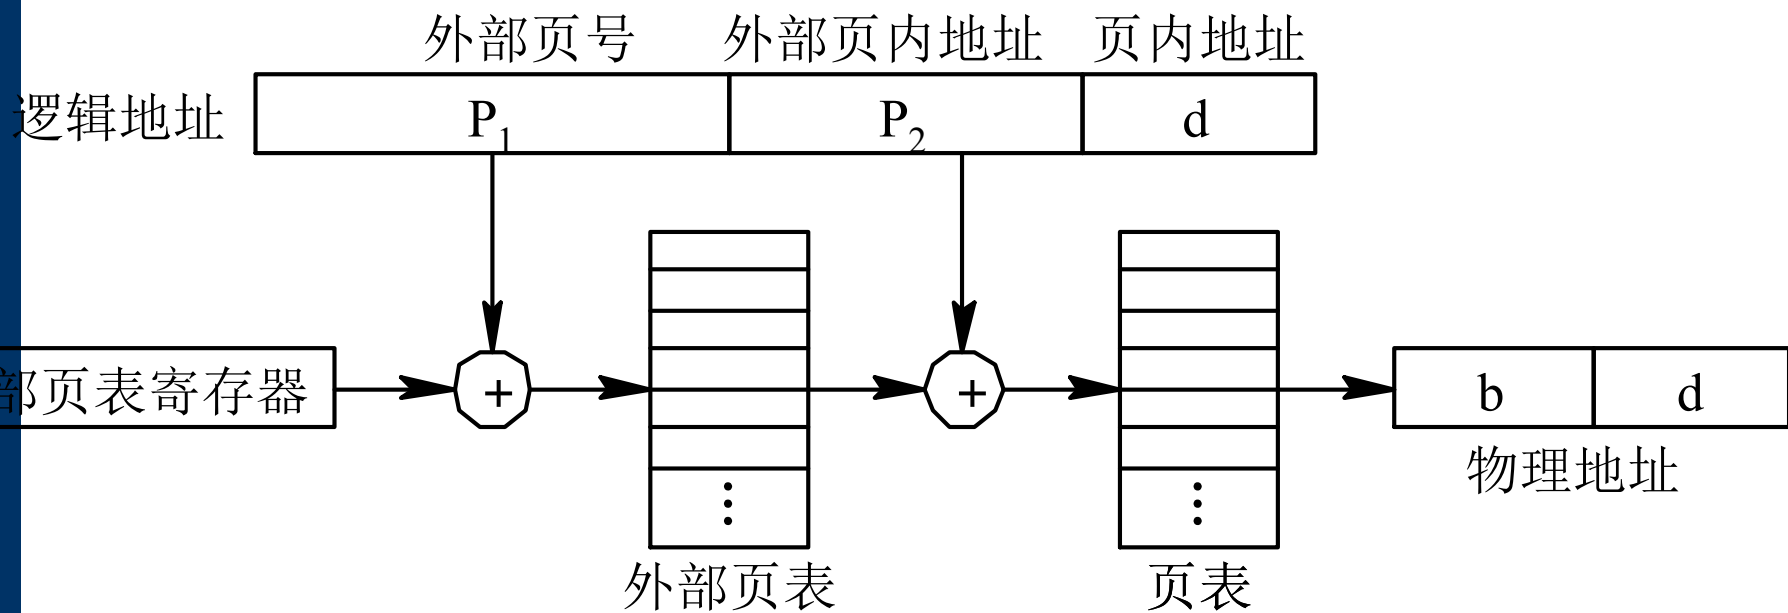 外部页号 外部页内地址 页内地址
逻辑地址 P1 P2 d
部页表寄存器 + + b d
物理地址
⋮ ⋮
外部页表 页表